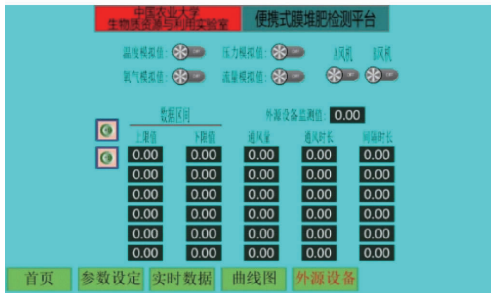 中国农业大学
生物质资源与利用实验室
便携式膜堆肥检测平台
温度模拟值: 压力模拟值: A风机 B风机
氧气模拟值: 流量模拟值:
数据区间 外源设备监测值: 0.00
上限值 下限值 通风量 通风时长 间隔时长
0.00 0.00 0.00 0.00 0.00
0.00 0.00 0.00 0.00 0.00
0.00 0.00 0.00 0.00 0.00
0.00 0.00 0.00 0.00 0.00
0.00 0.00 0.00 0.00 0.00
0.00 0.00 0.00 0.00 0.00
首页 参数设定 实时数据 曲线图 外源设备